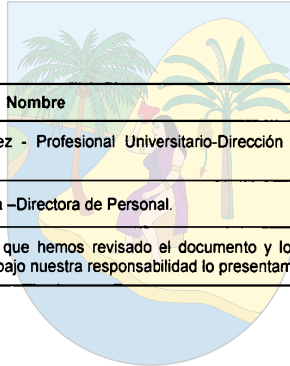 Nombre
ez - Profesional Universitario-Dirección
a –Directora de Personal.
que hemos revisado el documento y lo
bajo nuestra responsabilidad lo presentam